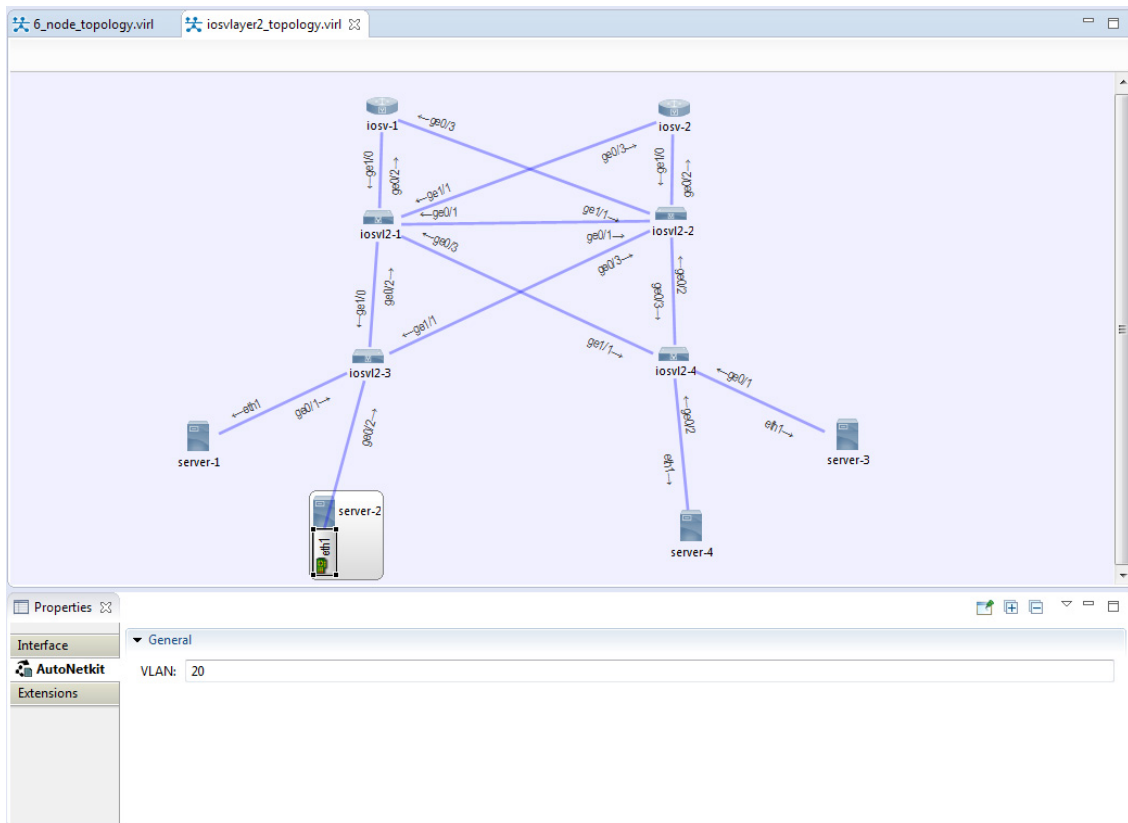 6_node_topology.virl
iosvlayer2_topology.virl
iosv-1
iosv-2
←ge0/3
ge0/3→
←ge1/0
ge0/2→
←ge1/0
←ge0/2
←ge1/1
←ge0/1
ge1/1→
ge0/1→
iosvl2-1
iosvl2-2
←ge0/3
ge0/3→
←ge1/0
ge0/2→
←ge0/2
ge0/3→
←ge1/1
ge1/1→
iosvl2-3
iosvl2-4
←eth1
ge0/1→
ge0/2→
←ge0/2
←ge0/1
eth1→
eth1→
server-1
server-3
server-2
eth1
server-4
Properties
Interface
General
AutoNetkit
VLAN: 20
Extensions